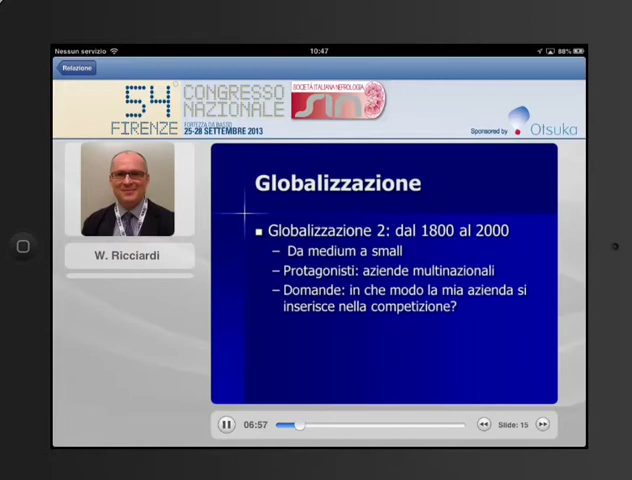 Nessun servizio
10:47
88%
Relazione
54°
CONGRESSO
NAZIONALE
FIRENZE
FORTEZZA DA BASSO
25-28 SETTEMBRE 2013
SOCIETÀ ITALIANA NEFROLOGIA
sin
Sponsored by Otsuka
W. Ricciardi
Globalizzazione
Globalizzazione 2: dal 1800 al 2000
– Da medium a small
– Protagonisti: aziende multinazionali
– Domande: in che modo la mia azienda si
inserisce nella competizione?
06:57
Slide: 15